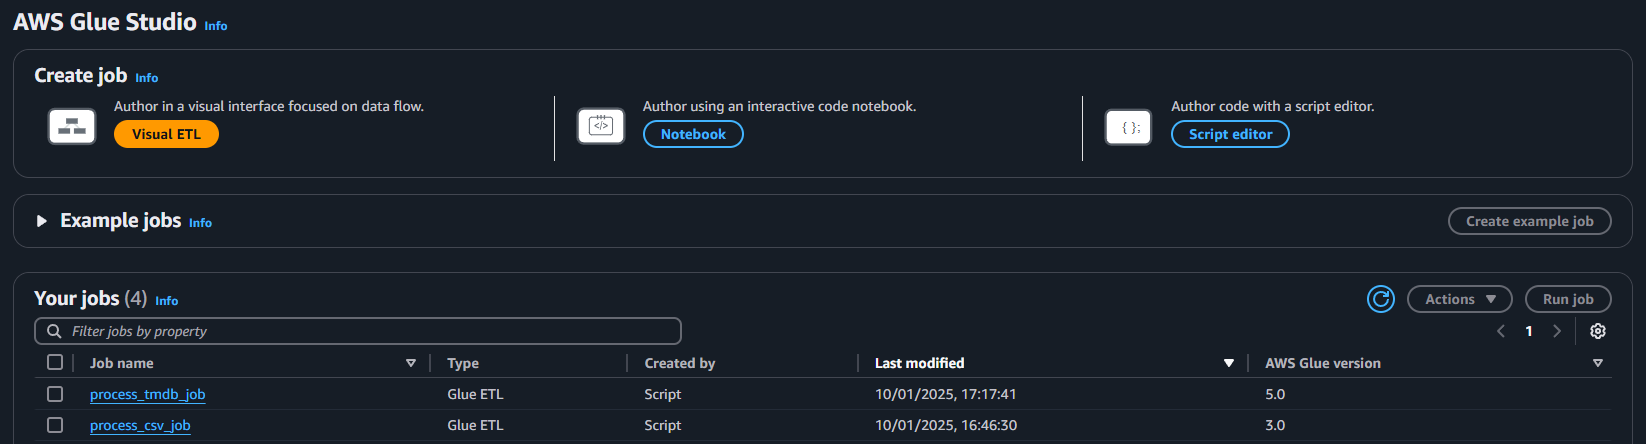 AWS Glue Studio Info
Create job Info
Author in a visual interface focused on data flow.
Visual ETL
Author using an interactive code notebook.
</>
Notebook
Author code with a script editor.
{ };
Script editor
Example jobs Info
Create example job
Your jobs (4) Info
Actions
Run job
Filter jobs by property
1
Job name Type Created by Last modified AWS Glue version
process_tmdb_job Glue ETL Script 10/01/2025, 17:17:41 5.0
process_csv_job Glue ETL Script 10/01/2025, 16:46:30 3.0